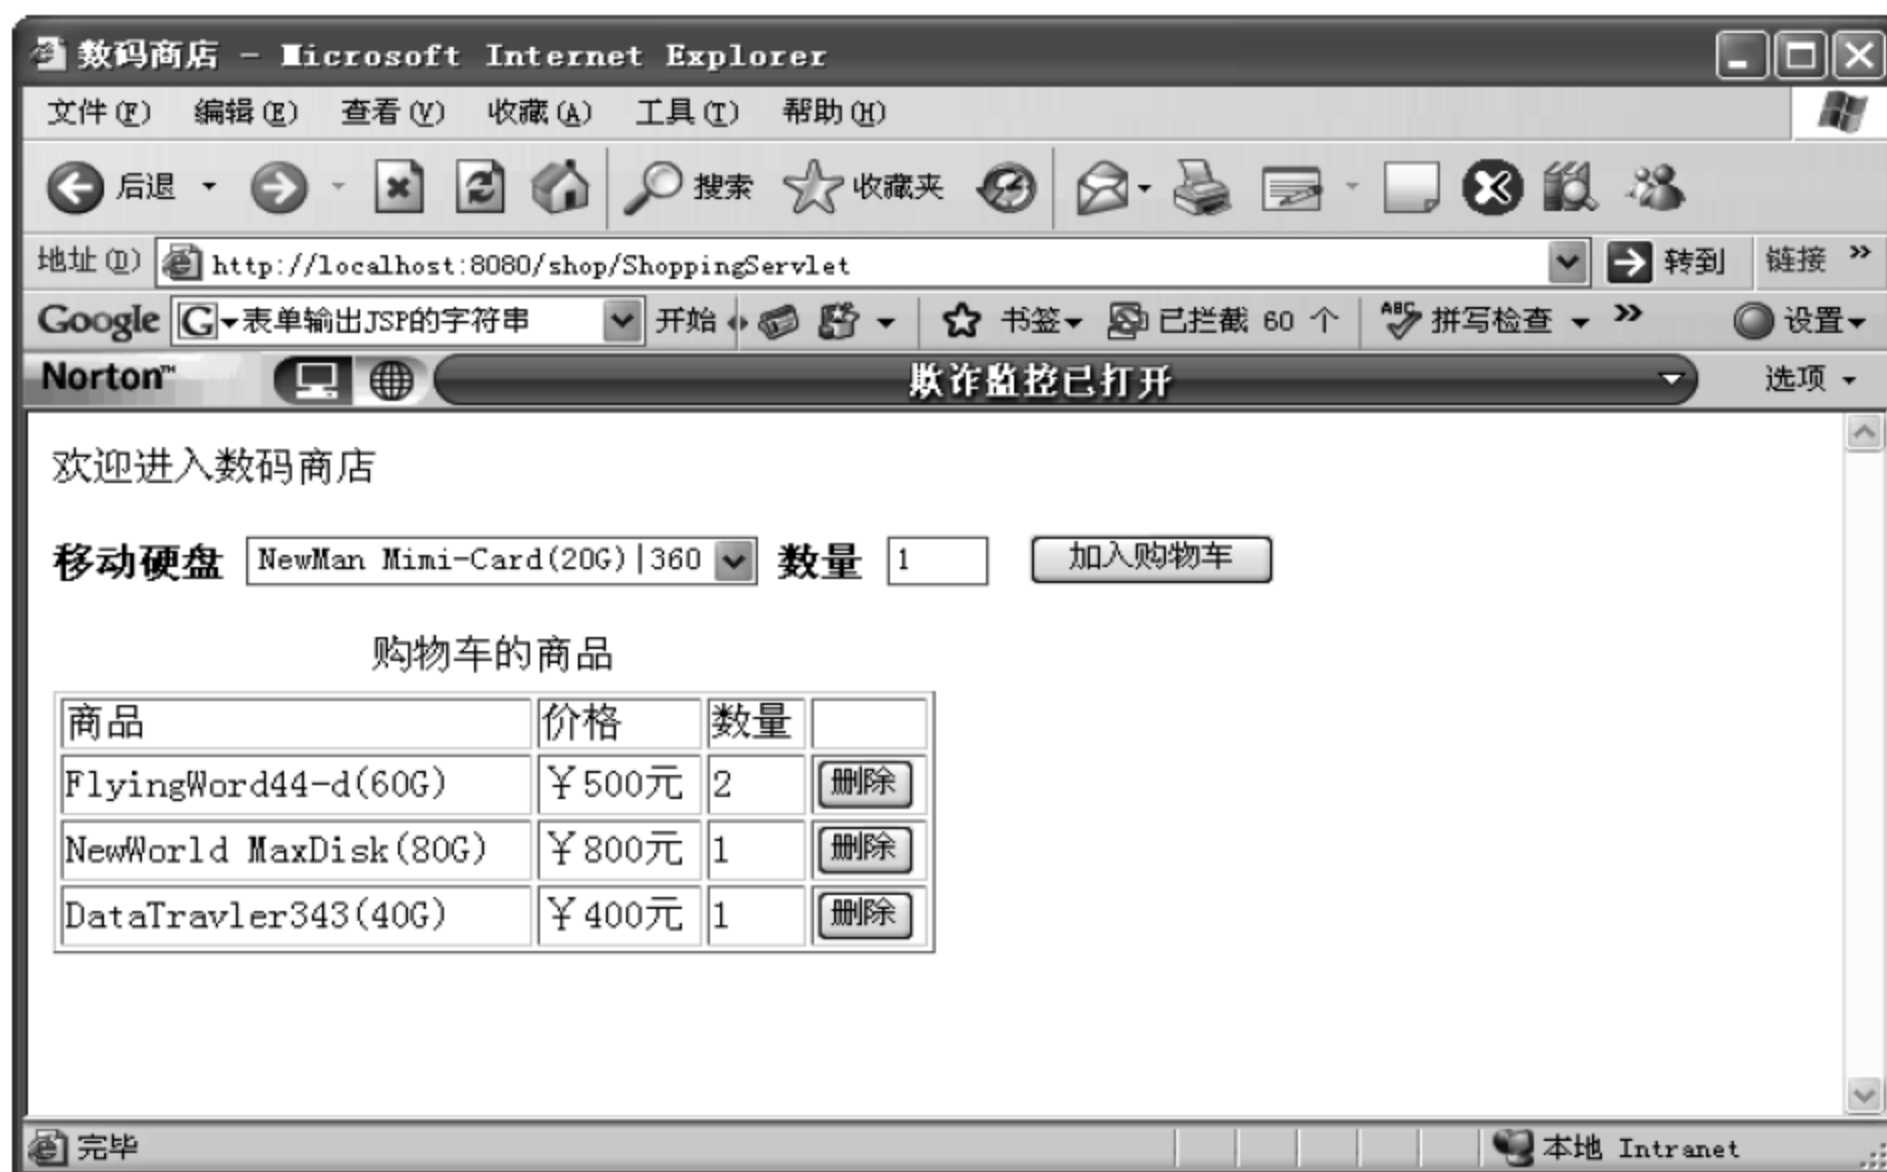 数码商店 - Microsoft Internet Explorer
文件(F) 编辑(E) 查看(V) 收藏(A) 工具(T) 帮助(H)
后退 搜索 收藏夹
地址(D) http://localhost:8080/shop/ShoppingServlet 转到 链接 »
Google G 表单输出JSP的字符串 开始 书签 已拦截 60 个 ABC 拼写检查 » 设置
Norton™ 欺诈监控已打开 选项
欢迎进入数码商店
移动硬盘 NewMan Mimi-Card(20G)|360 数量 1 加入购物车
购物车的商品
商品 价格 数量
FlyingWord44-d(60G) ￥500元 2 删除
NewWorld MaxDisk(80G) ￥800元 1 删除
DataTravler343(40G) ￥400元 1 删除
完毕 本地 Intranet